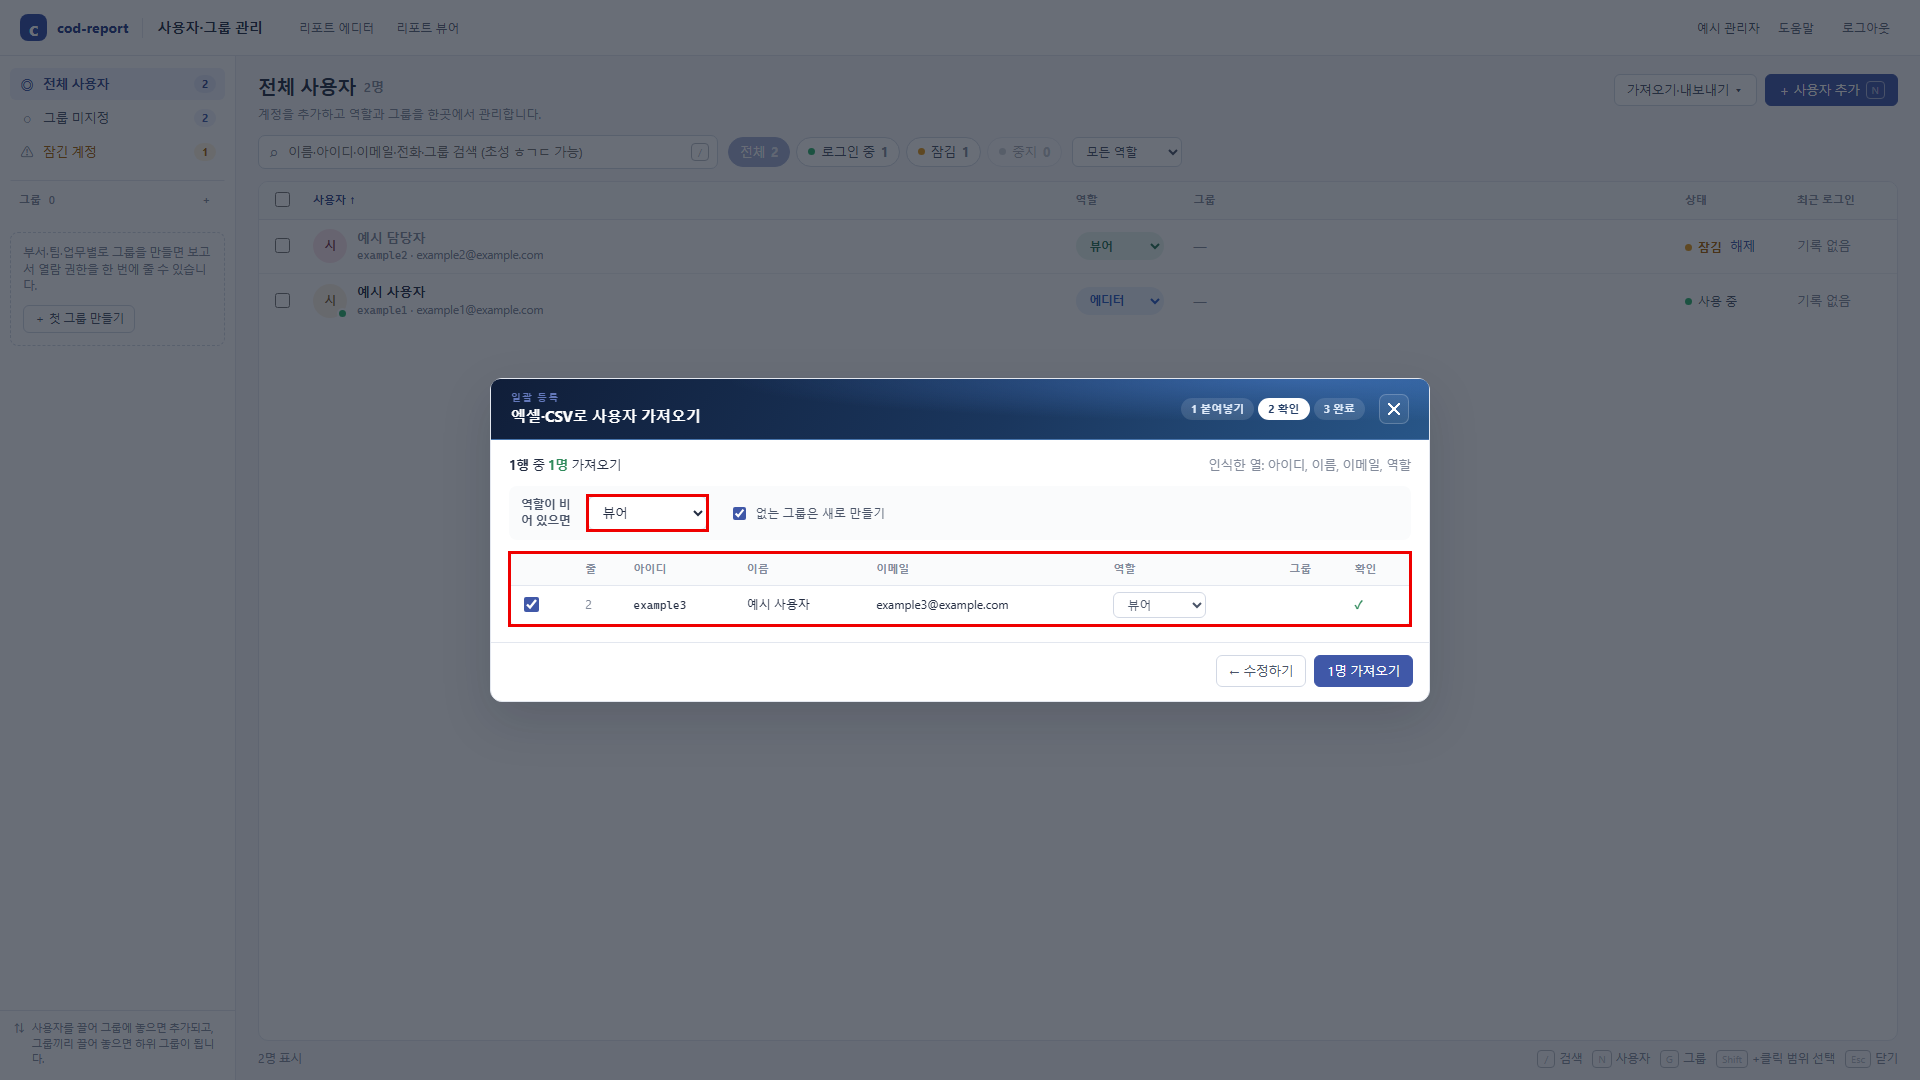 c cod-report 사용자·그룹 관리 리포트 에디터 리포트 뷰어 예시 관리자 도움말 로그아웃
전체 사용자 2
그룹 미지정 2
잠긴 계정 1
그룹 0 +
부서·팀·업무별로 그룹을 만들면 보고
서 열람 권한을 한 번에 줄 수 있습니
다.
+ 첫 그룹 만들기
전체 사용자 2명
계정을 추가하고 역할과 그룹을 한곳에서 관리합니다.
가져오기·내보내기 ▾ + 사용자 추가 N
이름·아이디·이메일·전화·그룹 검색 (초성 ㅎㄱㄷ 가능) / 전체 2 로그인 중 1 잠김 1 중지 0 모든 역할
사용자 ↑ 역할 그룹 상태 최근 로그인
시 예시 담당자 뷰어 — 잠김 해제 기록 없음
example2 · example2@example.com
시 예시 사용자 에디터 — 사용 중 기록 없음
example1 · example1@example.com
일괄 등록
엑셀·CSV로 사용자 가져오기 1 붙여넣기 2 확인 3 완료
1행 중 1명 가져오기 인식한 열: 아이디, 이름, 이메일, 역할
역할이 비
어 있으면 뷰어 없는 그룹은 새로 만들기
줄 아이디 이름 이메일 역할 그룹 확인
2 example3 예시 사용자 example3@example.com 뷰어 ✓
← 수정하기 1명 가져오기
⇅ 사용자를 끌어 그룹에 놓으면 추가되고,
그룹끼리 끌어 놓으면 하위 그룹이 됩니
다.
2명 표시 / 검색 N 사용자 G 그룹 Shift +클릭 범위 선택 Esc 닫기